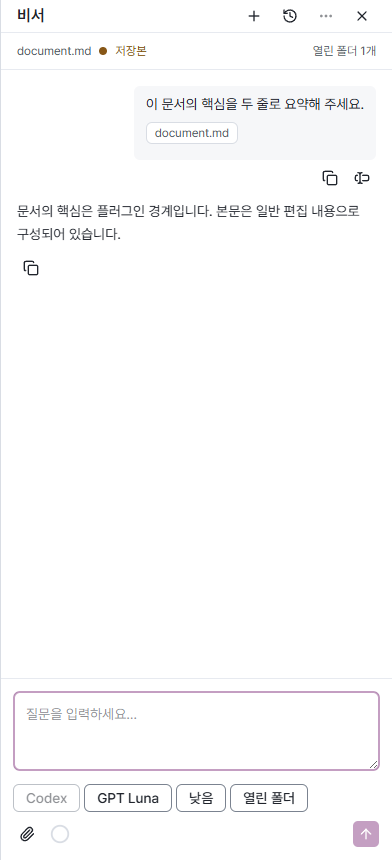 비서
document.md 저장본 열린 폴더 1개
이 문서의 핵심을 두 줄로 요약해 주세요.
document.md
문서의 핵심은 플러그인 경계입니다. 본문은 일반 편집 내용으로
구성되어 있습니다.
질문을 입력하세요...
Codex GPT Luna 낮음 열린 폴더